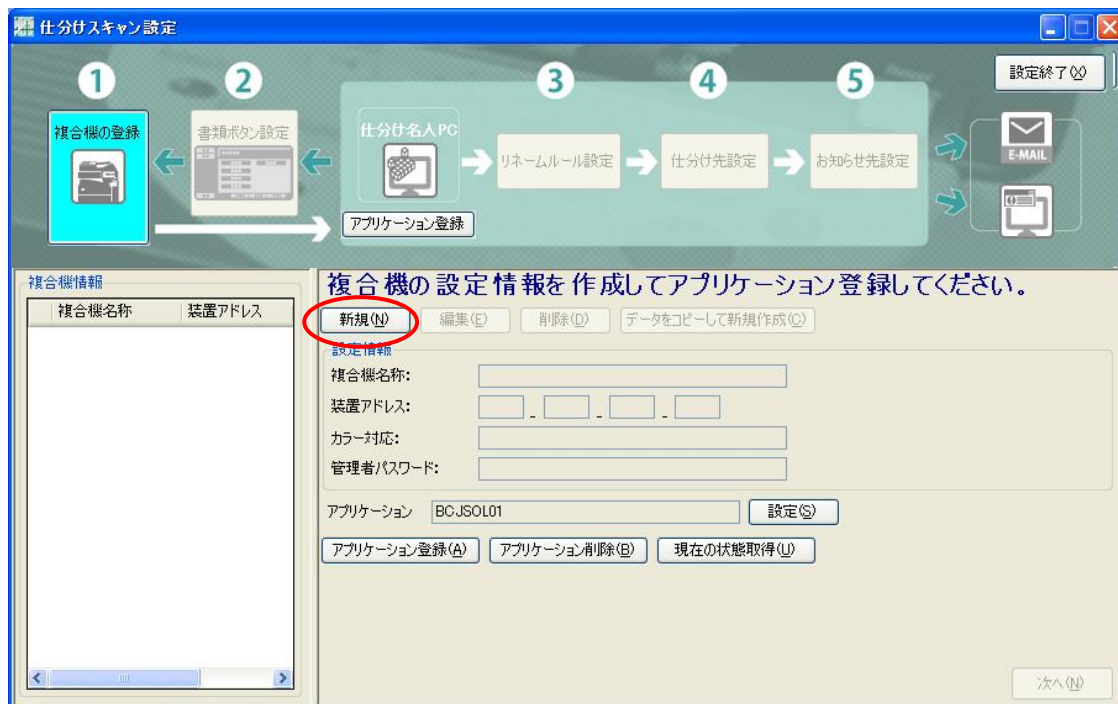 仕分けスキャン設定
1
2
3
4
5
設定終了(X)
複合機の登録
書類ボタン設定
仕分け名人PC
リネームルール設定
仕分け先設定
お知らせ先設定
E-MAIL
アプリケーション登録
複合機情報
複合機名称 装置アドレス
複合機の設定情報を作成してアプリケーション登録してください。
新規(N) 編集(E) 削除(D) データをコピーして新規作成(C)
設定情報
複合機名称:
装置アドレス:
カラー対応:
管理者パスワード:
アプリケーション BCJSOL01 設定(S)
アプリケーション登録(A) アプリケーション削除(B) 現在の状態取得(U)
次へ(N)